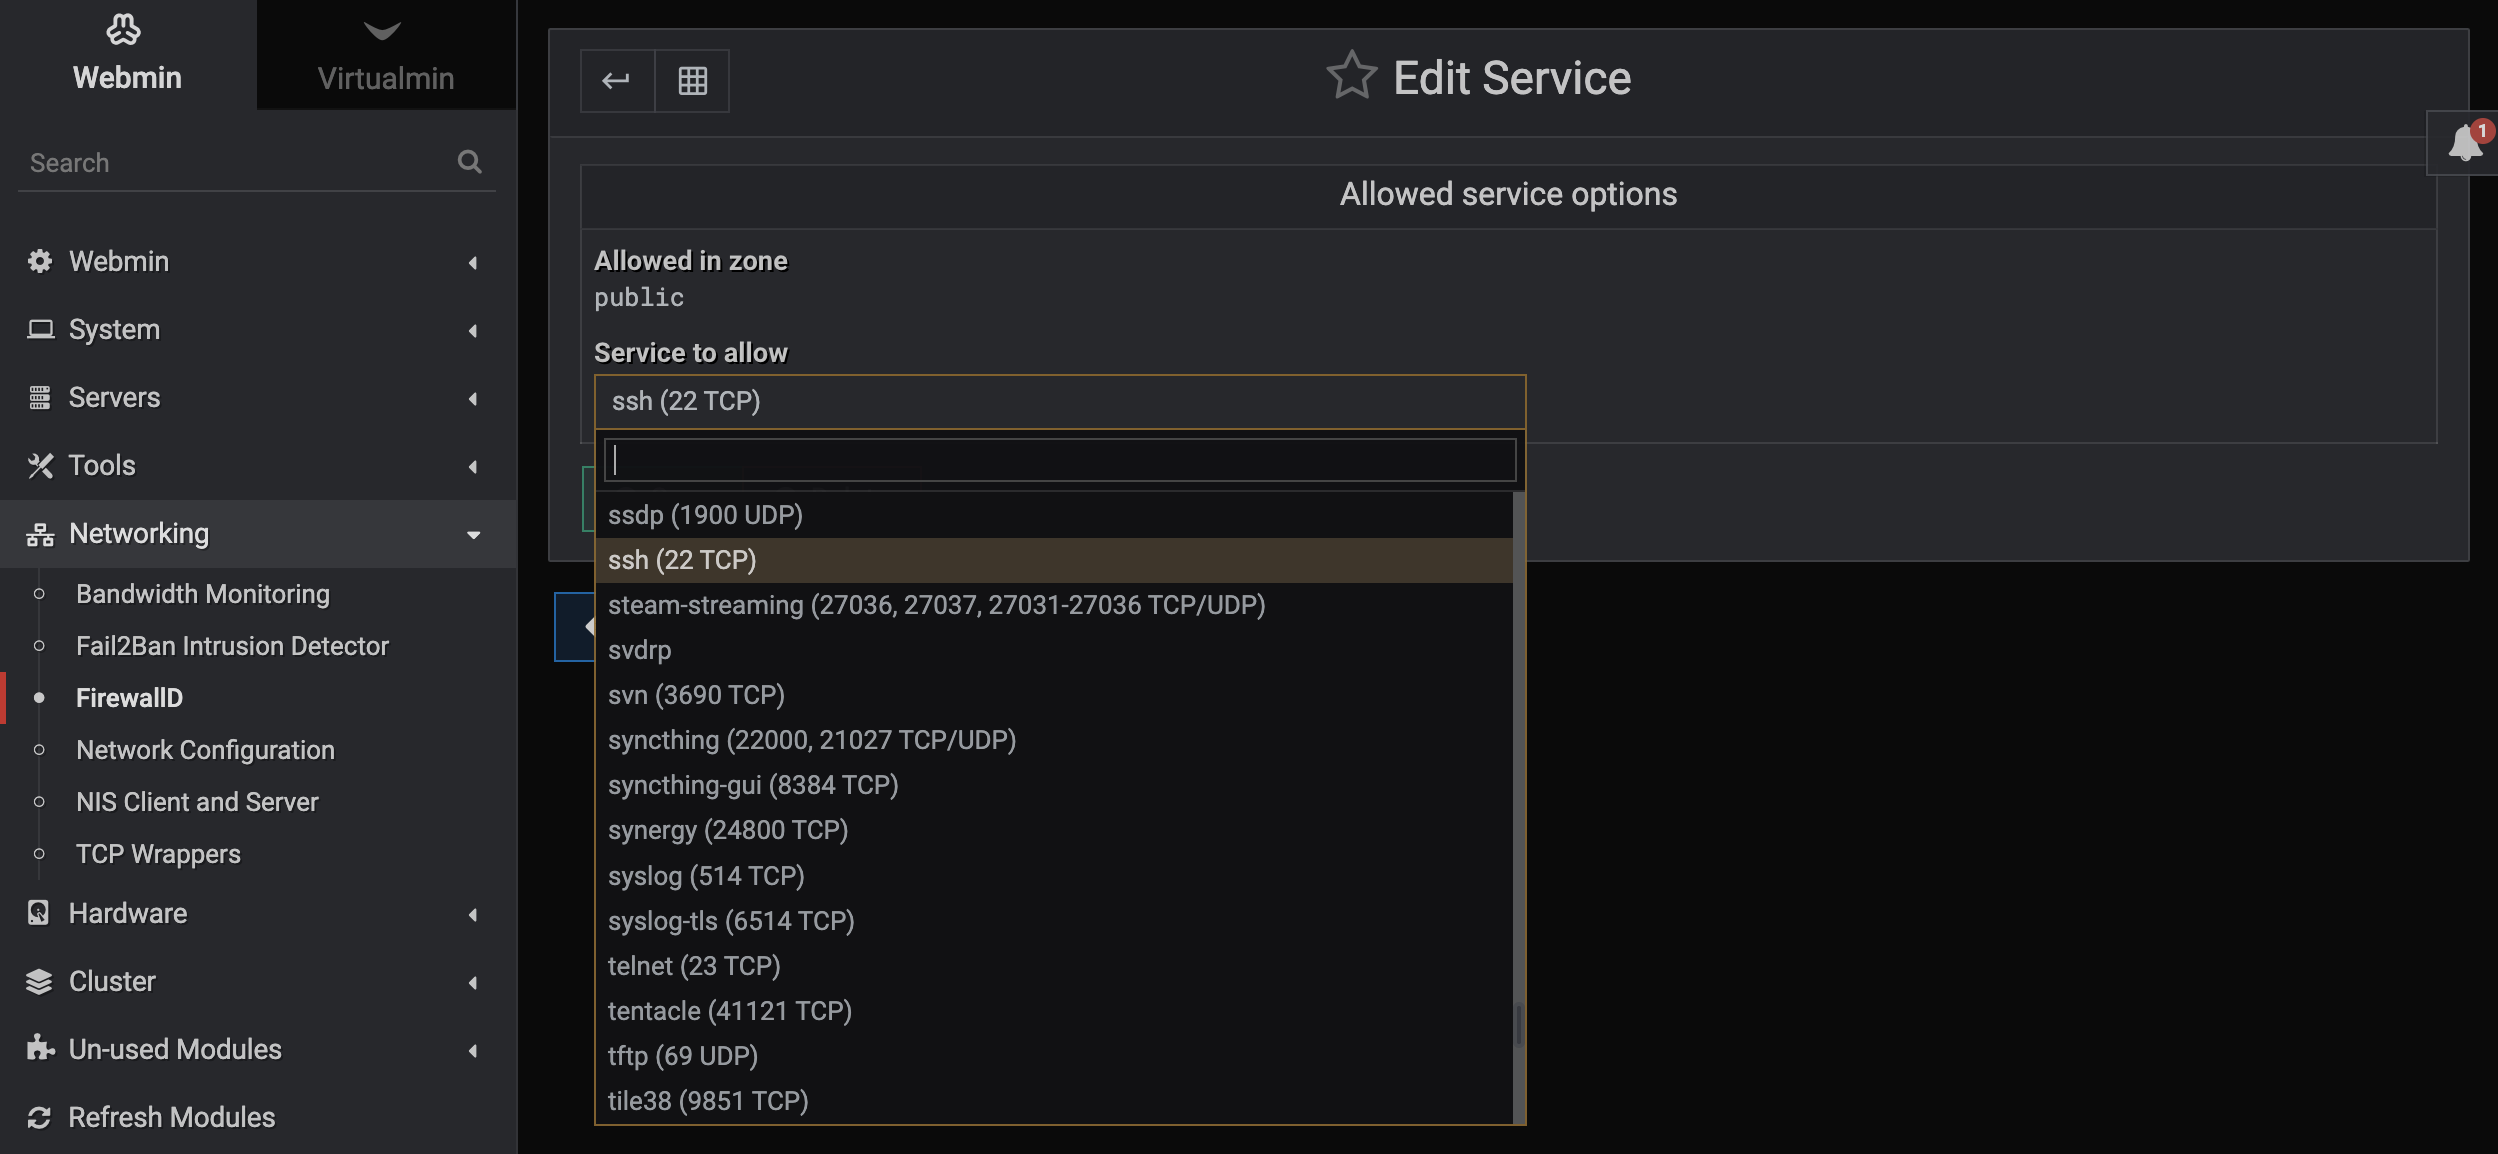 Webmin
Virtualmin
Search
Webmin
System
Servers
Tools
Networking
Bandwidth Monitoring
Fail2Ban Intrusion Detector
FirewallD
Network Configuration
NIS Client and Server
TCP Wrappers
Hardware
Cluster
Un-used Modules
Refresh Modules
Edit Service
1
Allowed service options
Allowed in zone
public
Service to allow
ssh (22 TCP)
ssdp (1900 UDP)
ssh (22 TCP)
steam-streaming (27036, 27037, 27031-27036 TCP/UDP)
svdrp
svn (3690 TCP)
syncthing (22000, 21027 TCP/UDP)
syncthing-gui (8384 TCP)
synergy (24800 TCP)
syslog (514 TCP)
syslog-tls (6514 TCP)
telnet (23 TCP)
tentacle (41121 TCP)
tftp (69 UDP)
tile38 (9851 TCP)